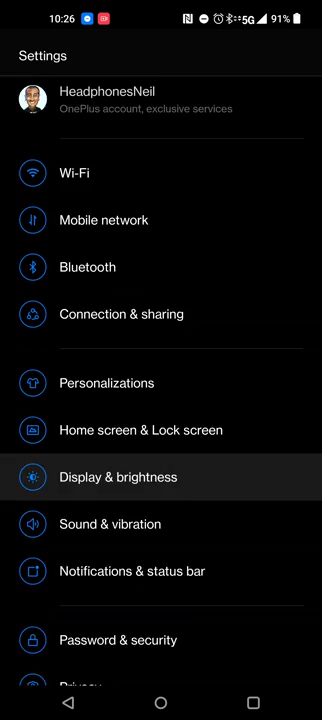 10:26
5G 91%
Settings
HeadphonesNeil
OnePlus account, exclusive services
Wi-Fi
Mobile network
Bluetooth
Connection & sharing
Personalizations
Home screen & Lock screen
Display & brightness
Sound & vibration
Notifications & status bar
Password & security
Privacy